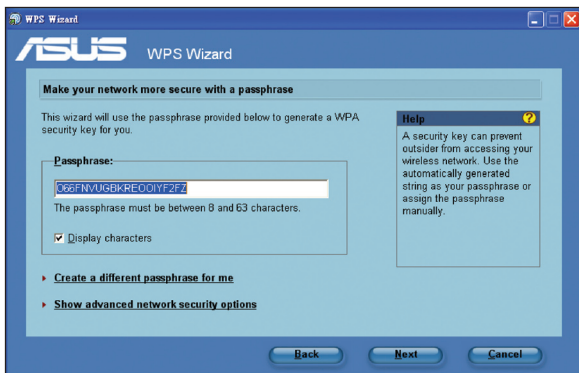 WPS Wizard
ASUS WPS Wizard
Make your network more secure with a passphrase
This wizard will use the passphrase provided below to generate a WPA
security key for you.
Passphrase:
O66FNVUGBKREOOIYF2FZ
The passphrase must be between 8 and 63 characters.
Display characters
Create a different passphrase for me
Show advanced network security options
Help
A security key can prevent
outsider from accessing your
wireless network. Use the
automatically generated
string as your passphrase or
assign the passphrase
manually.
Back Next Cancel